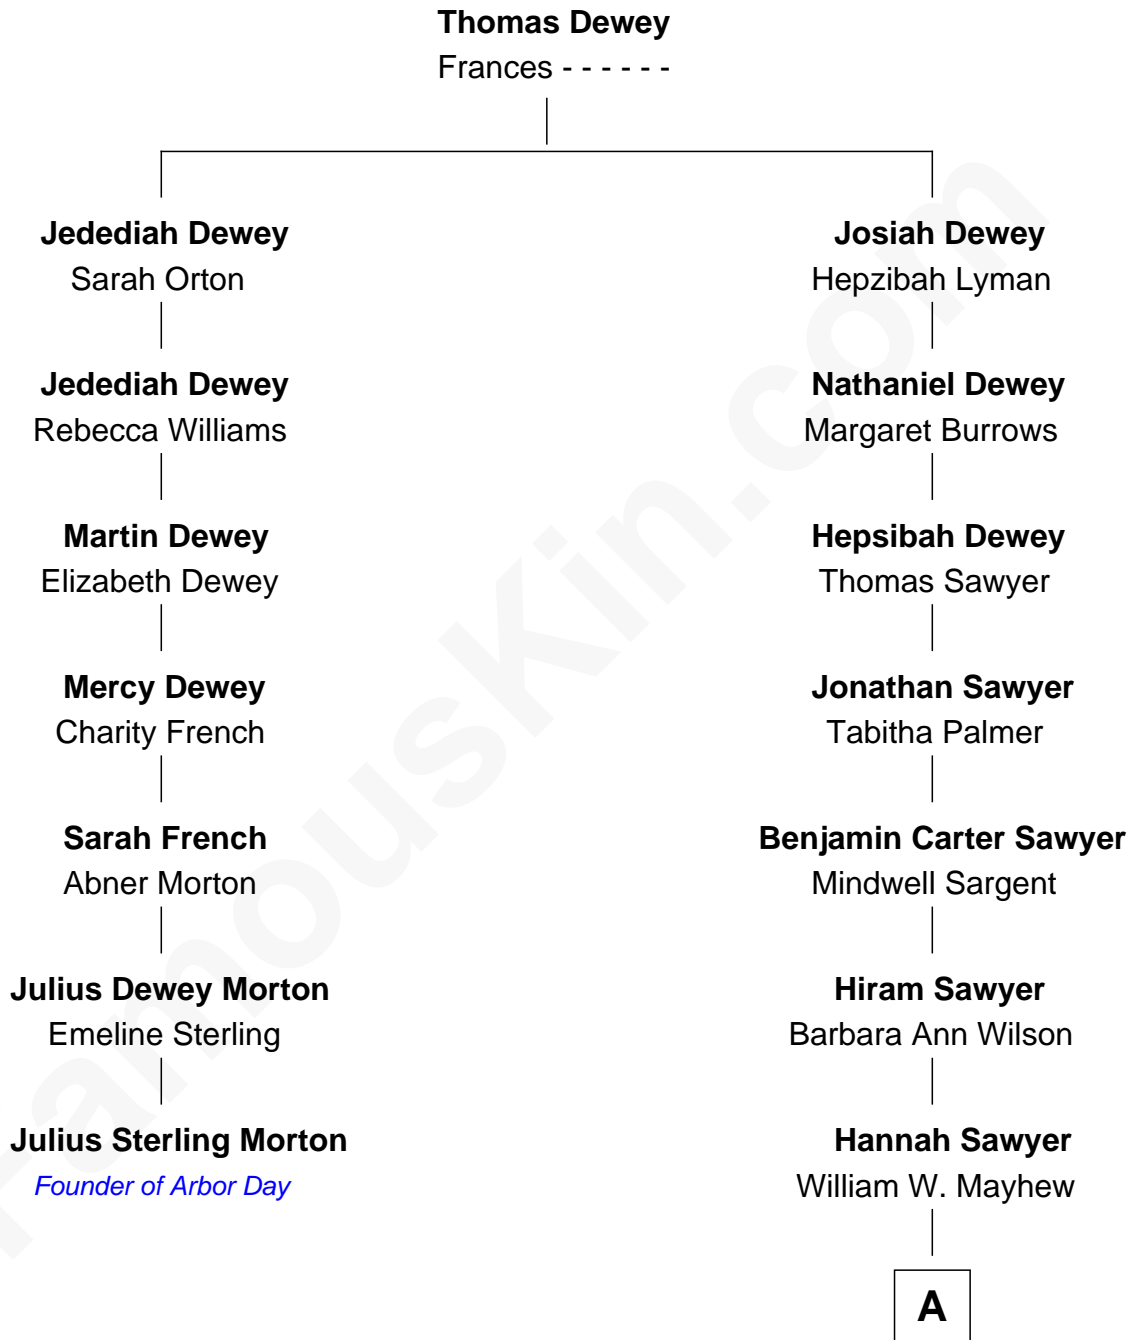 Thomas Dewey
Frances - - - - - -
Jedediah Dewey
Sarah Orton
Josiah Dewey
Hepzibah Lyman
Jedediah Dewey
Rebecca Williams
Nathaniel Dewey
Margaret Burrows
Martin Dewey
Elizabeth Dewey
Hepsibah Dewey
Thomas Sawyer
Mercy Dewey
Charity French
Jonathan Sawyer
Tabitha Palmer
Sarah French
Abner Morton
Benjamin Carter Sawyer
Mindwell Sargent
Julius Dewey Morton
Emeline Sterling
Hiram Sawyer
Barbara Ann Wilson
Julius Sterling Morton
Founder of Arbor Day
Hannah Sawyer
William W. Mayhew
A
FamousKin.com